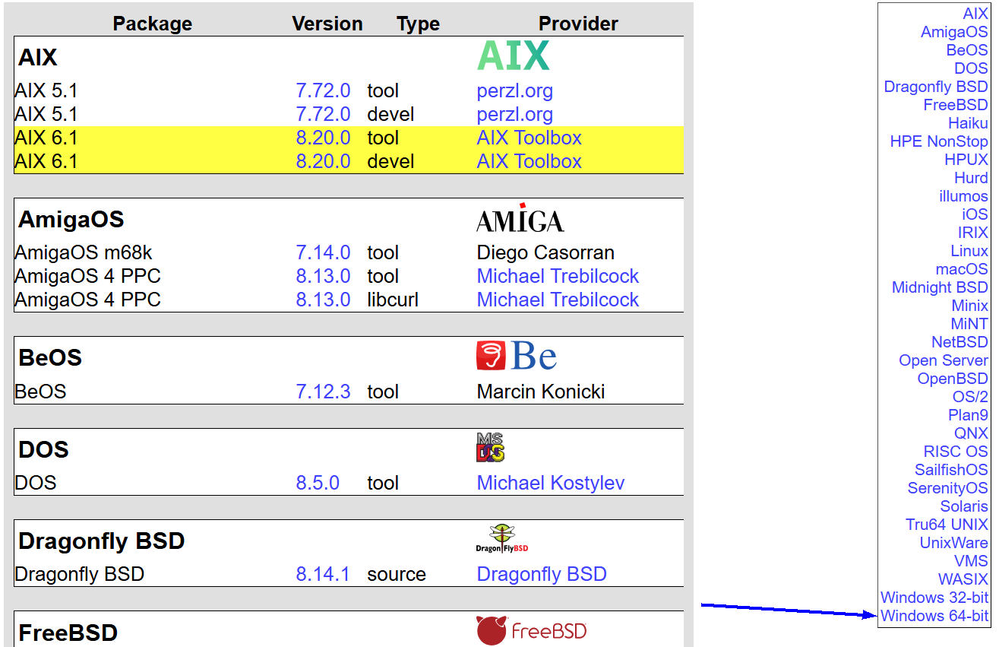 Package Version Type Provider
AIX AIX
AIX 5.1 7.72.0 tool perzl.org
AIX 5.1 7.72.0 devel perzl.org
AIX 6.1 8.20.0 tool AIX Toolbox
AIX 6.1 8.20.0 devel AIX Toolbox
AmigaOS AMIGA
AmigaOS m68k 7.14.0 tool Diego Casorran
AmigaOS 4 PPC 8.13.0 tool Michael Trebilcock
AmigaOS 4 PPC 8.13.0 libcurl Michael Trebilcock
BeOS Be
BeOS 7.12.3 tool Marcin Konicki
DOS MS DOS
DOS 8.5.0 tool Michael Kostylev
Dragonfly BSD DragonFlyBSD
Dragonfly BSD 8.14.1 source Dragonfly BSD
FreeBSD FreeBSD
AIX
AmigaOS
BeOS
DOS
Dragonfly BSD
FreeBSD
Haiku
HPE NonStop
HPUX
Hurd
illumos
iOS
IRIX
Linux
macOS
Midnight BSD
Minix
MiNT
NetBSD
Open Server
OpenBSD
OS/2
Plan9
QNX
RISC OS
SailfishOS
SerenityOS
Solaris
Tru64 UNIX
UnixWare
VMS
WASIX
Windows 32-bit
Windows 64-bit